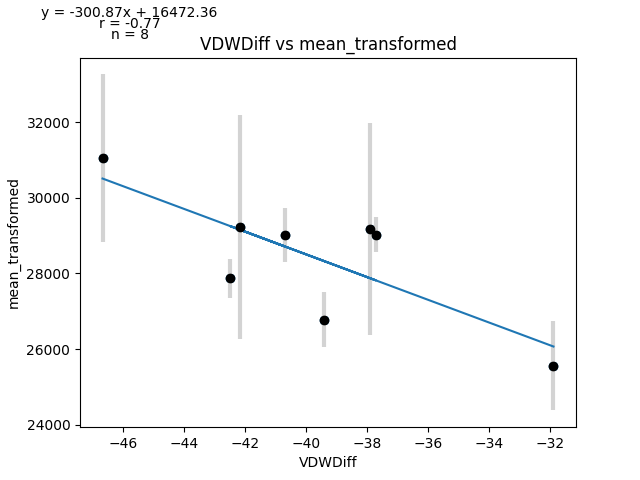 y = -300.87x + 16472.36
r = -0.77
n = 8
VDWDiff vs mean_transformed
mean_transformed
32000
30000
28000
26000
24000
−46
−44
−42
−40
−38
−36
−34
−32
VDWDiff